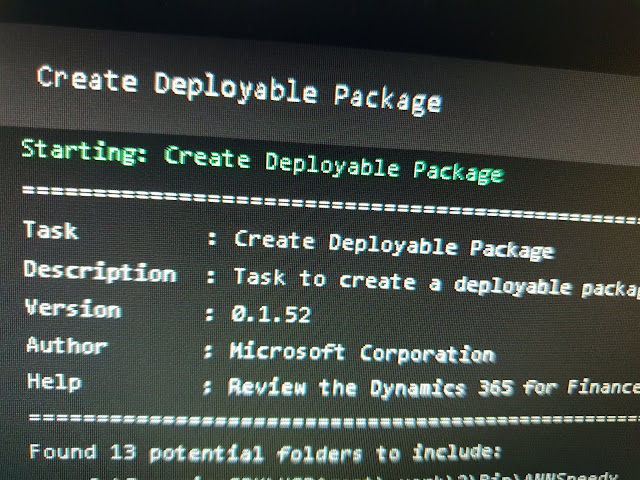 Create Deployable Package
Starting: Create Deployable Package
==================================================
Task : Create Deployable Package
Description : Task to create a deployable packag
Version : 0.1.52
Author : Microsoft Corporation
Help : Review the Dynamics 365 for Finance
==================================================
Found 13 potential folders to include: